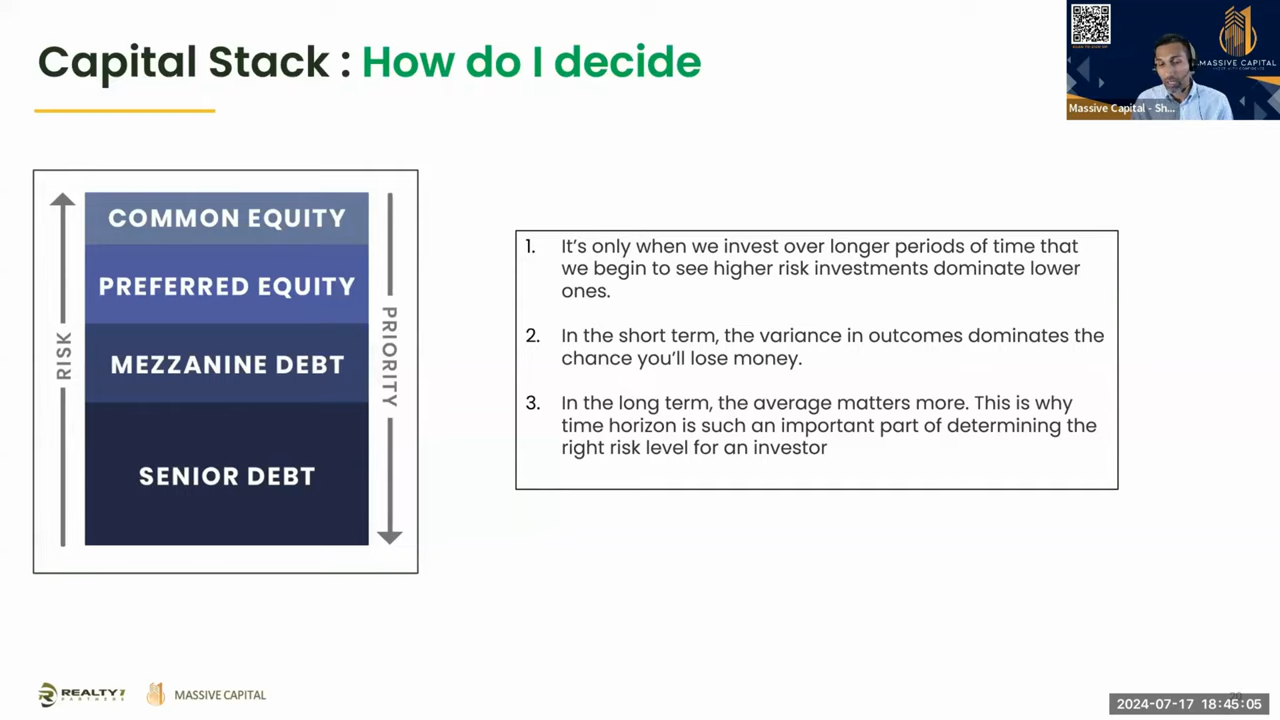 Capital Stack : How do I decide
SCAN TO SIGN UP
MASSIVE CAPITAL
Massive Capital - Sh...
RISK
COMMON EQUITY
PREFERRED EQUITY
MEZZANINE DEBT
SENIOR DEBT
PRIORITY
1. It’s only when we invest over longer periods of time that
we begin to see higher risk investments dominate lower
ones.
2. In the short term, the variance in outcomes dominates the
chance you’ll lose money.
3. In the long term, the average matters more. This is why
time horizon is such an important part of determining the
right risk level for an investor
REALTY
PARTNERS
MASSIVE CAPITAL
2024-07-17 18:45:05